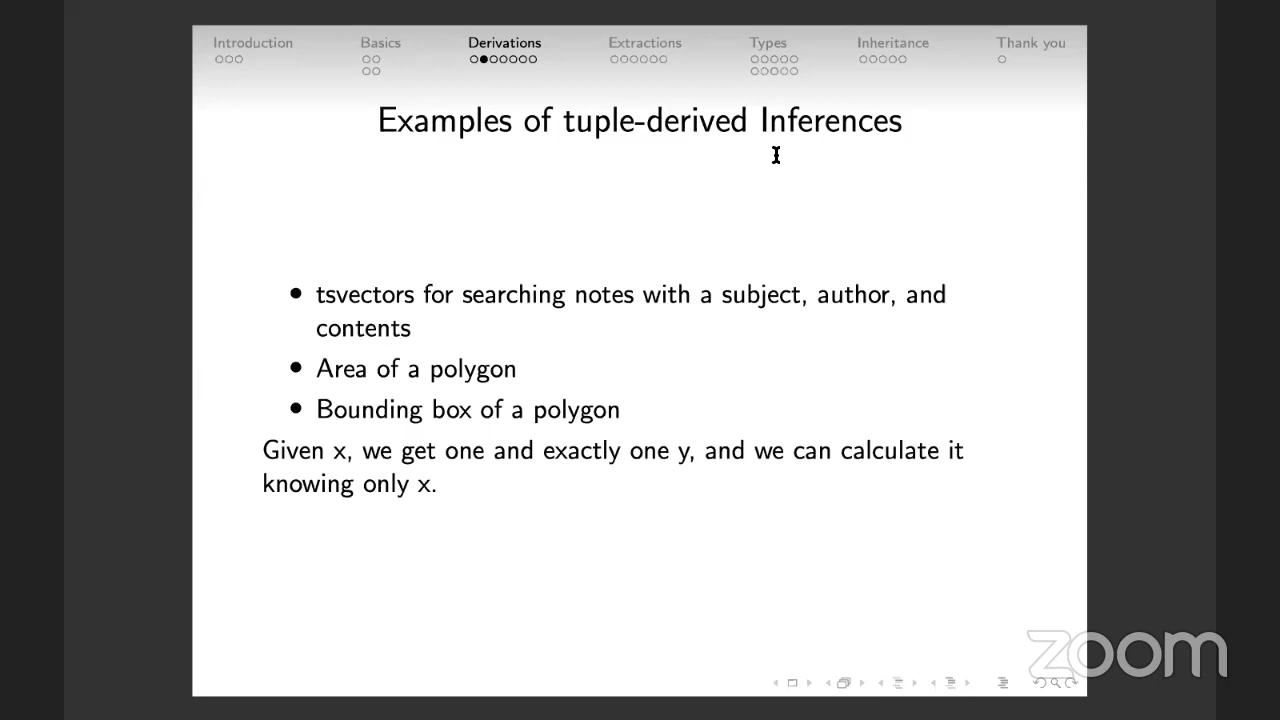 Introduction Basics Derivations Extractions Types Inheritance Thank you
Examples of tuple-derived Inferences
• tsvectors for searching notes with a subject, author, and
contents
• Area of a polygon
• Bounding box of a polygon
Given x, we get one and exactly one y, and we can calculate it
knowing only x.
zoom